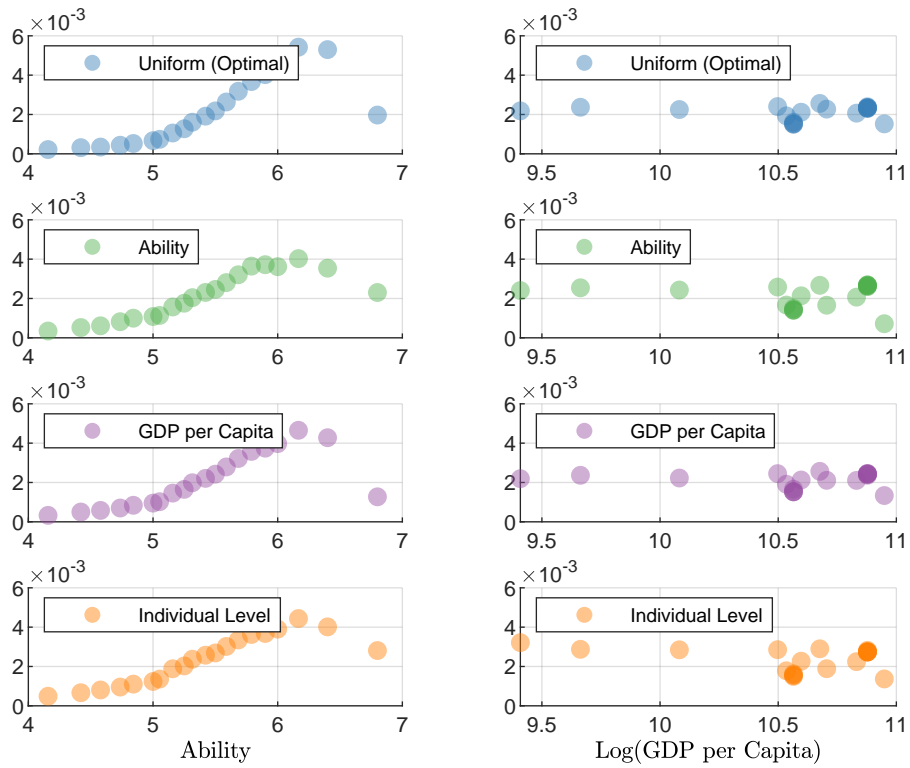 ×10⁻³ ×10⁻³
6 6
Uniform (Optimal) Uniform (Optimal)
4 4
2 2
0 0
4 5 6 7 9.5 10 10.5 11
×10⁻³ ×10⁻³
6 6
Ability Ability
4 4
2 2
0 0
4 5 6 7 9.5 10 10.5 11
×10⁻³ ×10⁻³
6 6
GDP per Capita GDP per Capita
4 4
2 2
0 0
4 5 6 7 9.5 10 10.5 11
×10⁻³ ×10⁻³
6 6
Individual Level Individual Level
4 4
2 2
0 0
4 5 6 7 9.5 10 10.5 11
Ability Log(GDP per Capita)